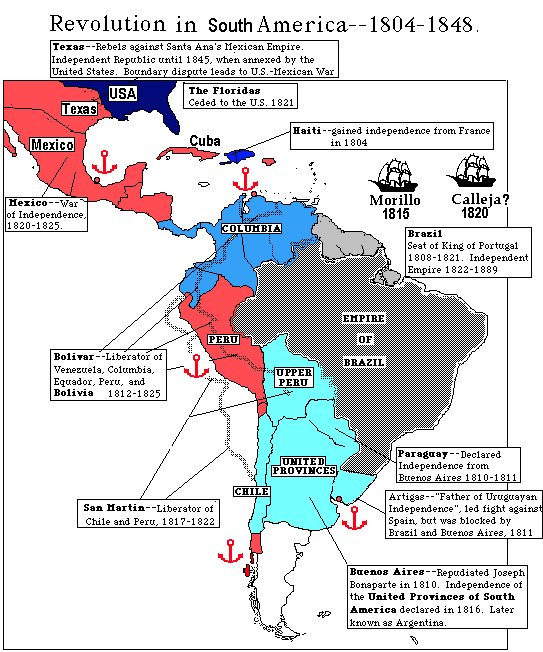 Revolution in South America--1804-1848.
Texas--Rebels against Santa Ana's Mexican Empire.
Independent Republic until 1845, when annexed by the
United States. Boundary dispute leads to U.S.-Mexican War
USA
The Floridas
Ceded to the U.S. 1821
Texas
Mexico
Cuba
Haiti--gained independence from France
in 1804
Morillo
1815
Calleja?
1820
Mexico--War
of Independence,
1820-1825.
COLUMBIA
Brazil
Seat of King of Portugal
1808-1821. Independent
Empire 1822-1889
EMPIRE
OF
BRAZIL
PERU
Bolivar--Liberator of
Venezuela, Columbia,
Equador, Peru, and
Bolivia 1812-1825
UPPER
PERU
UNITED
PROVINCES
CHILE
Paraguay--Declared
Independence from
Buenos Aires 1810-1811
San Martin--Liberator of
Chile and Peru, 1817-1822
Artigas--"Father of Uruguayan
Independence", led fight against
Spain, but was blocked by
Brazil and Buenos Aires, 1811
Buenos Aires--Repudiated Joseph
Bonaparte in 1810. Independence of
the United Provinces of South
America declared in 1816. Later
known as Argentina.